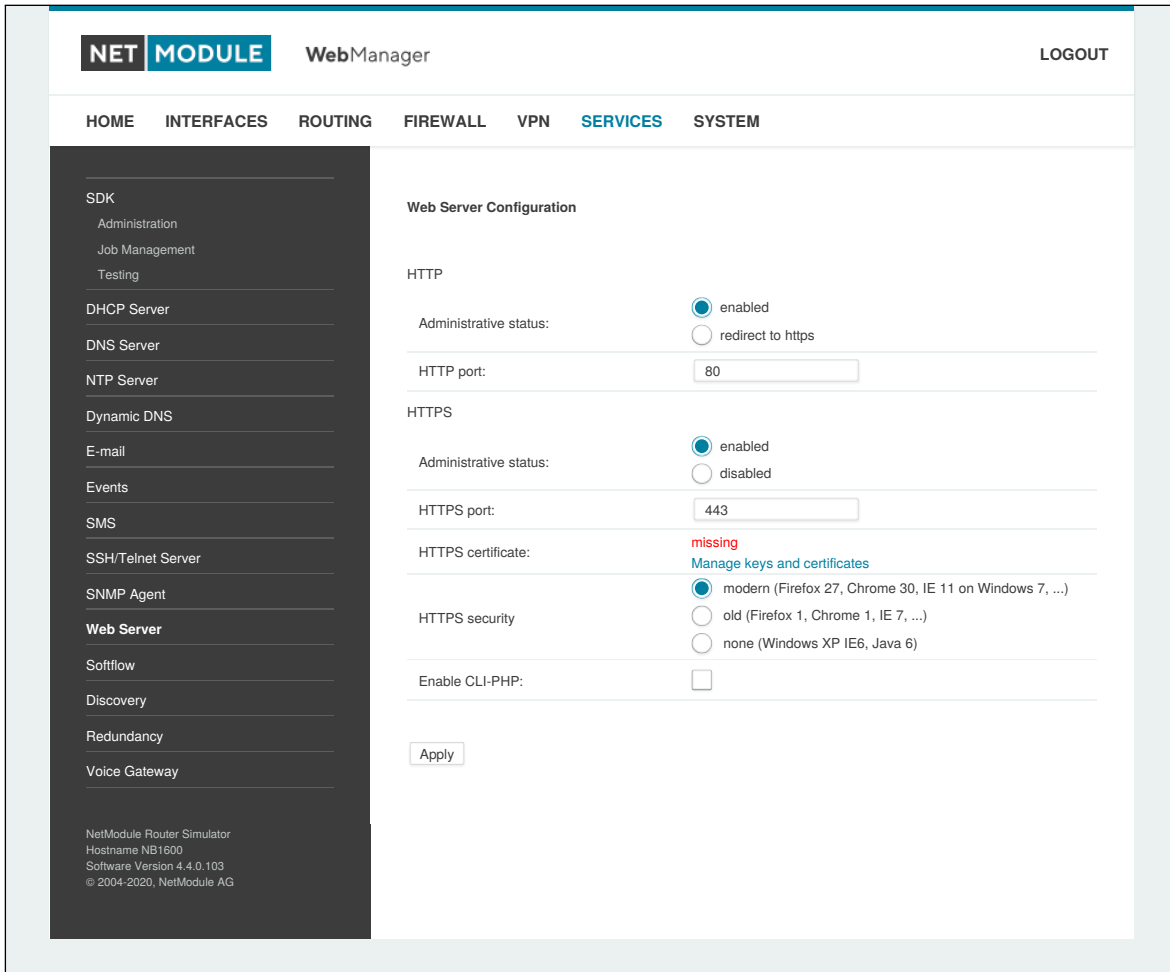 NET MODULE WebManager LOGOUT
HOME INTERFACES ROUTING FIREWALL VPN SERVICES SYSTEM
SDK
Administration
Job Management
Testing
DHCP Server
DNS Server
NTP Server
Dynamic DNS
E-mail
Events
SMS
SSH/Telnet Server
SNMP Agent
Web Server
Softflow
Discovery
Redundancy
Voice Gateway
NetModule Router Simulator
Hostname NB1600
Software Version 4.4.0.103
© 2004-2020, NetModule AG
Web Server Configuration
HTTP
Administrative status:
enabled
redirect to https
HTTP port: 80
HTTPS
Administrative status:
enabled
disabled
HTTPS port: 443
HTTPS certificate:
missing
Manage keys and certificates
HTTPS security
modern (Firefox 27, Chrome 30, IE 11 on Windows 7, ...)
old (Firefox 1, Chrome 1, IE 7, ...)
none (Windows XP IE6, Java 6)
Enable CLI-PHP:
Apply